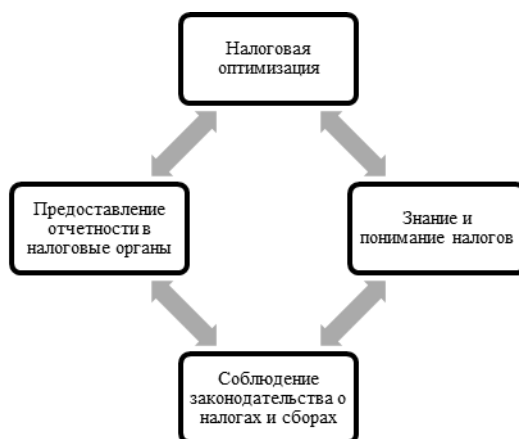 Налоговая
оптимизация
Предоставление
отчетности в
налоговые органы
Знание и
понимание налогов
Соблюдение
законодательства о
налогах и сборах